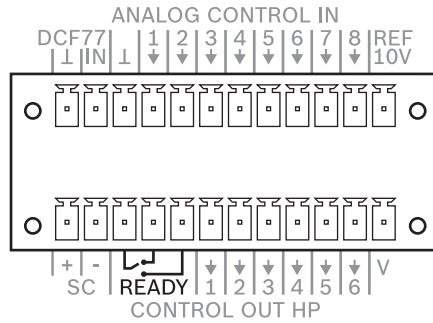 ANALOG CONTROL IN
DCF77 1 2 3 4 5 6 7 8 REF
⊥ IN ⊥ ↓ ↓ ↓ ↓ ↓ ↓ ↓ ↓ 10V
+ - ↓ ↓ ↓ ↓ ↓ ↓ V
SC READY 1 2 3 4 5 6
CONTROL OUT HP